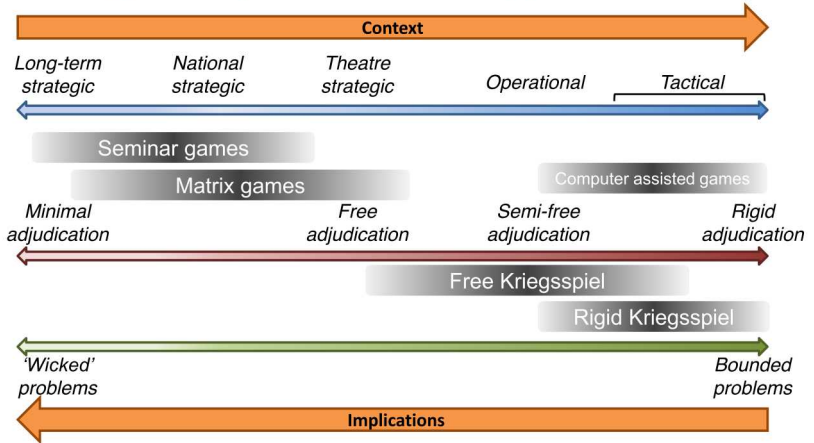 Context
Long-term
strategic
National
strategic
Theatre
strategic
Operational
Tactical
Seminar games
Matrix games
Computer assisted games
Minimal
adjudication
Free
adjudication
Semi-free
adjudication
Rigid
adjudication
Free Kriegsspiel
Rigid Kriegsspiel
‘Wicked’
problems
Bounded
problems
Implications